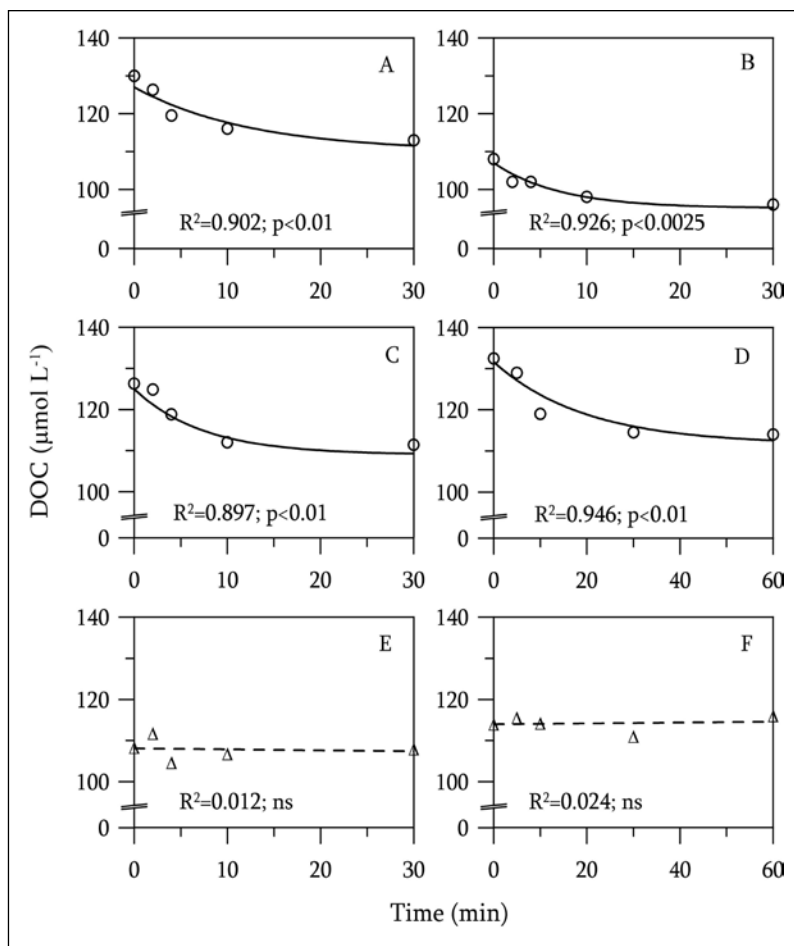 140
120
100
0
A
R²=0.902; p<0.01
0 10 20 30
140
120
100
0
B
R²=0.926; p<0.0025
0 10 20 30
140
120
100
0
C
R²=0.897; p<0.01
0 10 20 30
140
120
100
0
D
R²=0.946; p<0.01
0 20 40 60
140
120
100
0
E
R²=0.012; ns
0 10 20 30
140
120
100
0
F
R²=0.024; ns
0 20 40 60
DOC (µmol L⁻¹)
Time (min)